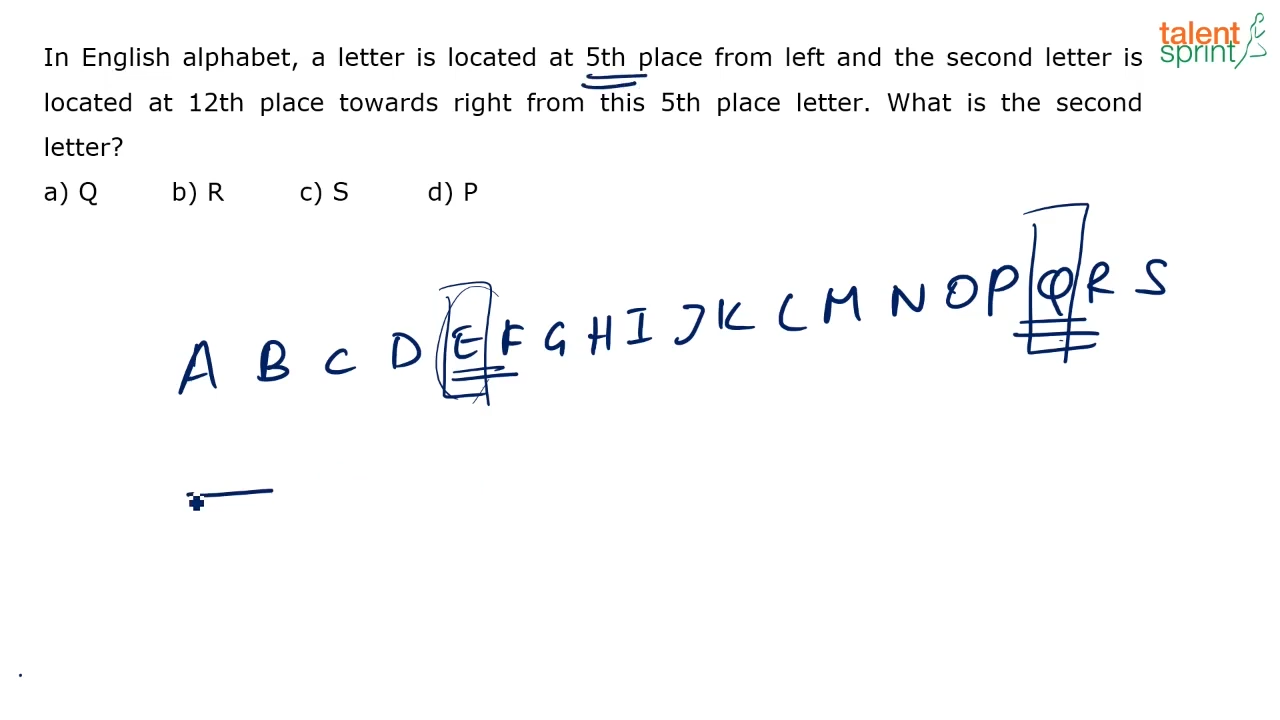 talent
sprint
In English alphabet, a letter is located at 5th place from left and the second letter is
located at 12th place towards right from this 5th place letter. What is the second
letter?
a) Q b) R c) S d) P
A B C D E F G H I J K L M N O P Q R S